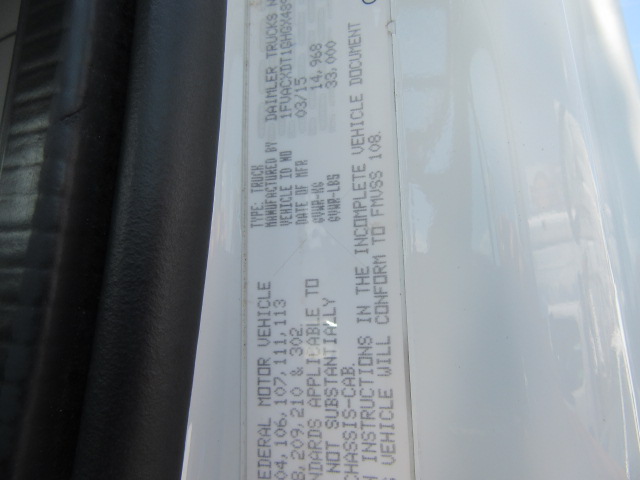 TYPE: TRUCK
MANUFACTURED BY DAIMLER TRUCKS
VEHICLE ID NO
DATE OF MFR 03/15
GVWR-KG 14,968
GVWR-LBS 33,000
EDERAL MOTOR VEHICLE
04,106,107,111,113
8,209,210 & 302.
NDARDS APPLICABLE TO
NOT SUBSTANTIALLY
CHASSIS-CAB.
INSTRUCTIONS IN THE INCOMPLETE VEHICLE DOCUMENT
VEHICLE WILL CONFORM TO FMVSS 108.